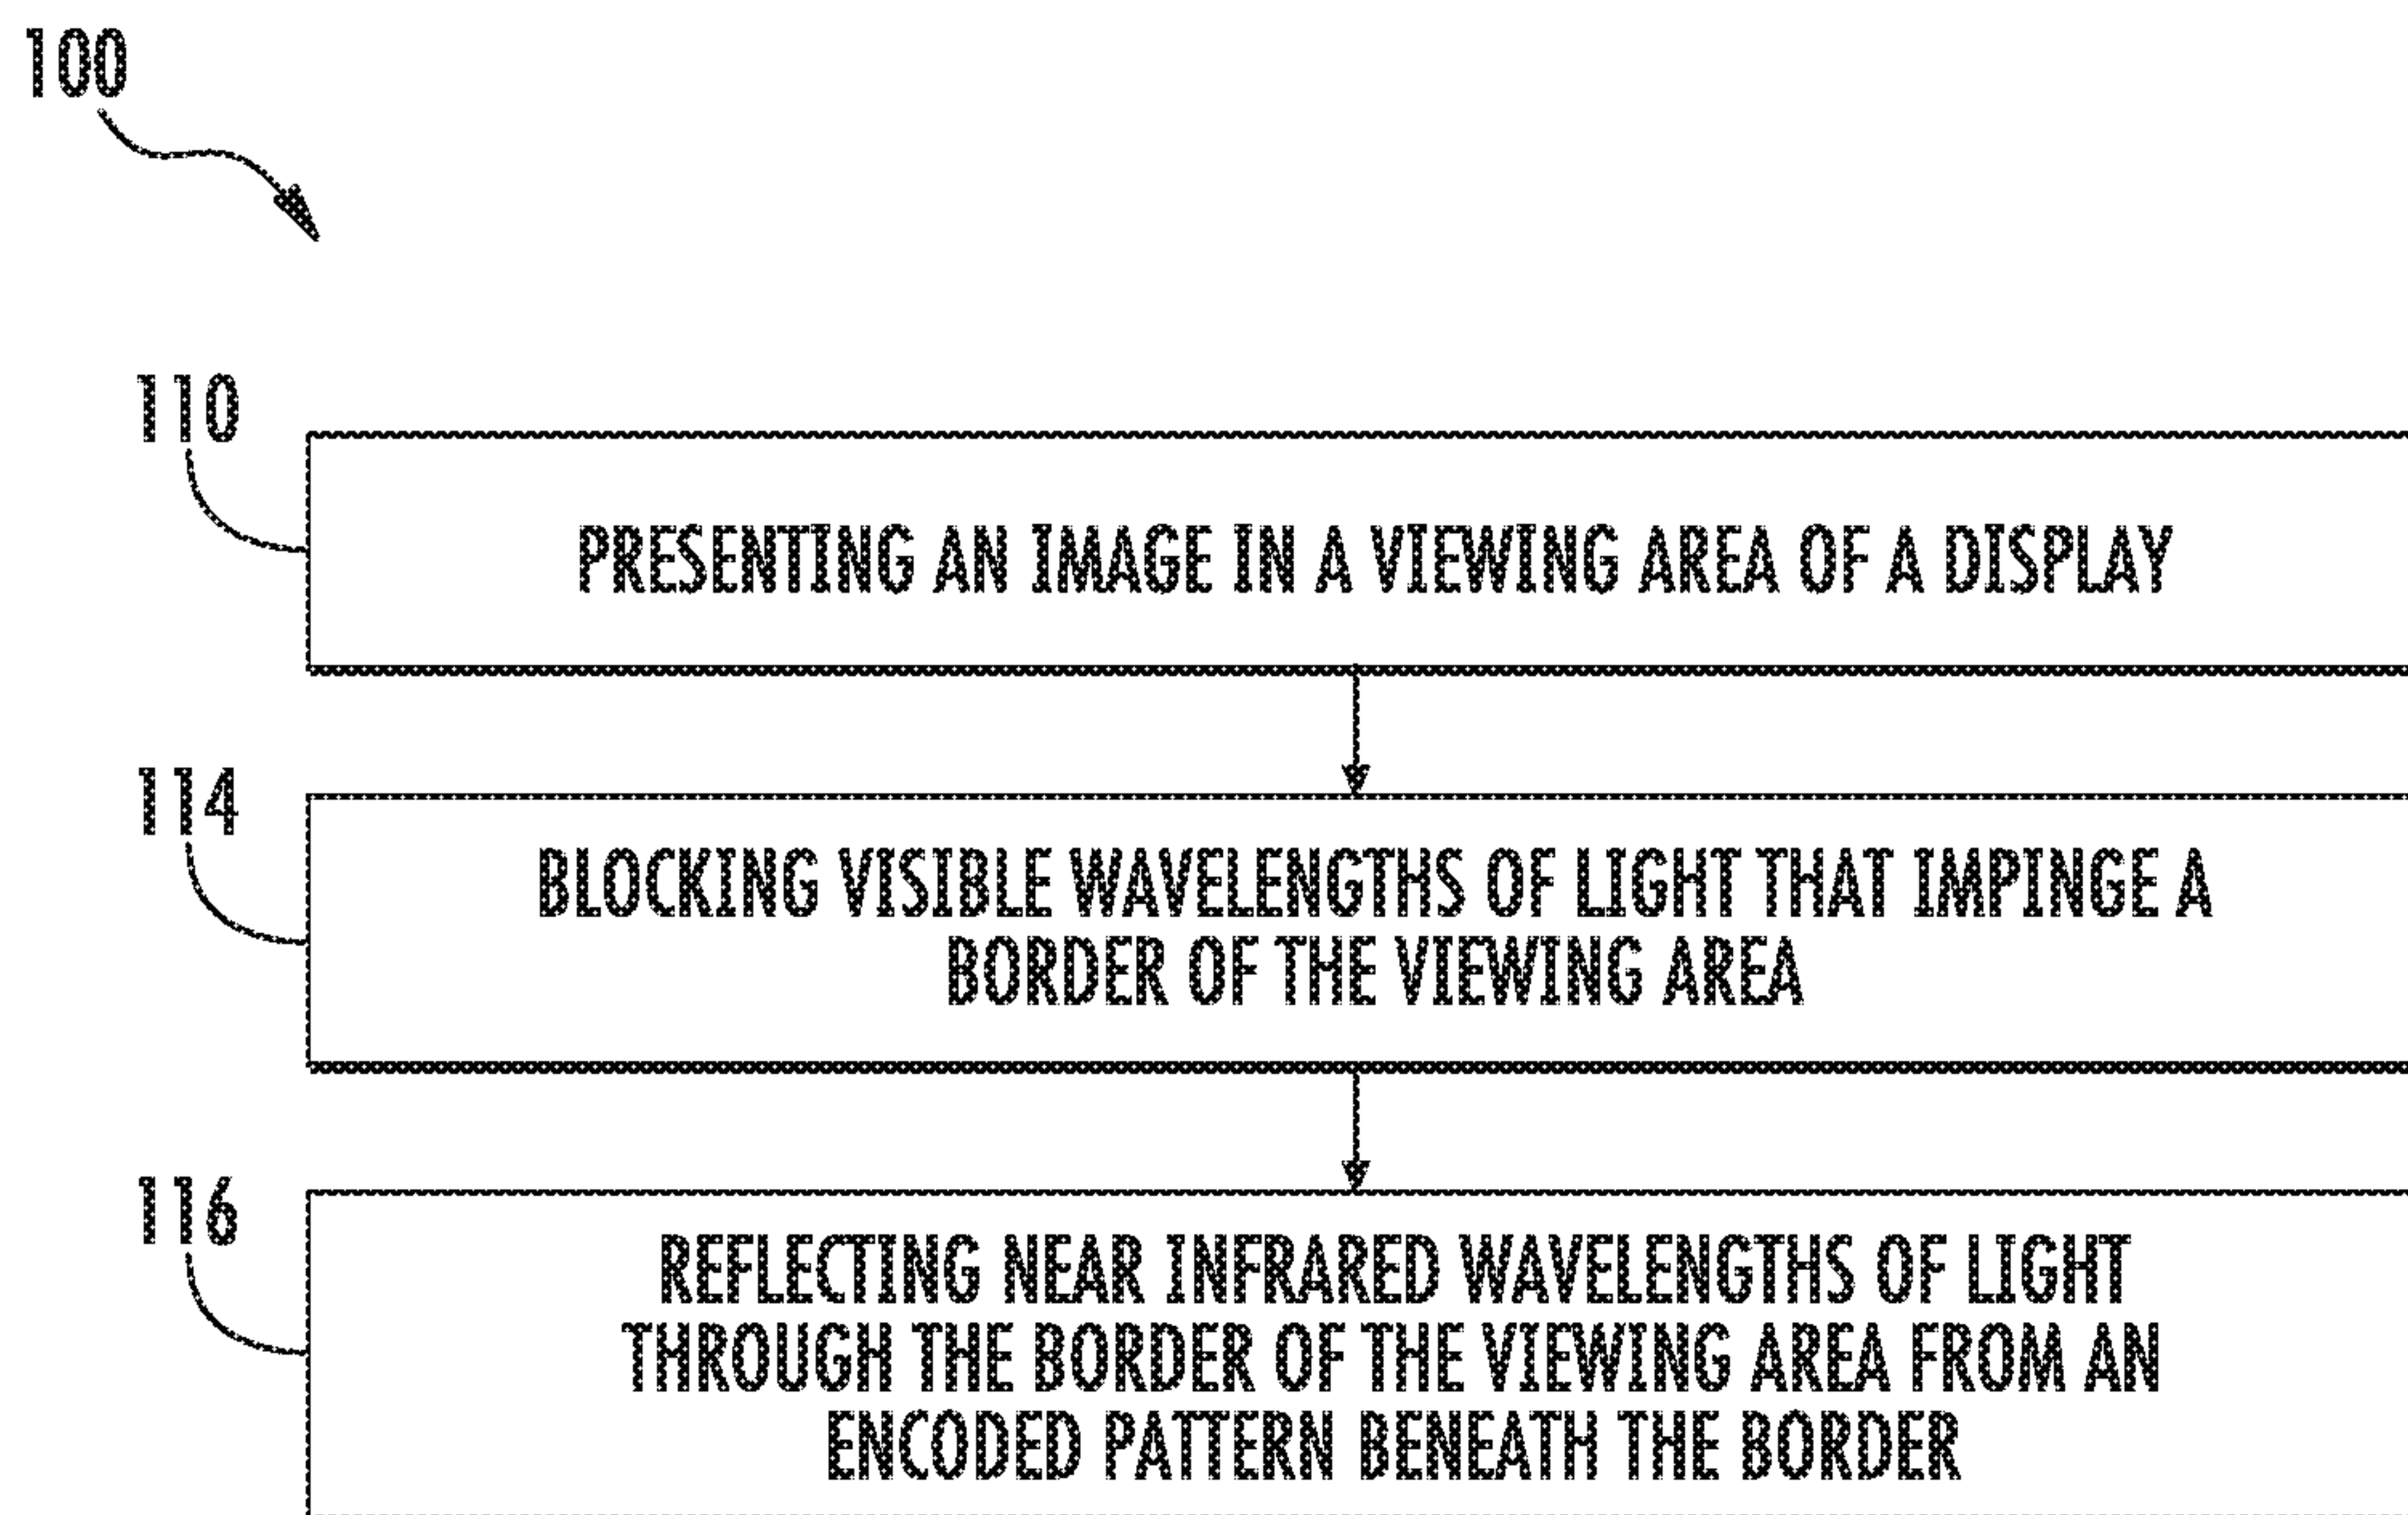 100
110
PRESENTING AN IMAGE IN A VIEWING AREA OF A DISPLAY
114
BLOCKING VISIBLE WAVELENGTHS OF LIGHT THAT IMPINGE A
BORDER OF THE VIEWING AREA
116
REFLECTING NEAR INFRARED WAVELENGTHS OF LIGHT
THROUGH THE BORDER OF THE VIEWING AREA FROM AN
ENCODED PATTERN BENEATH THE BORDER